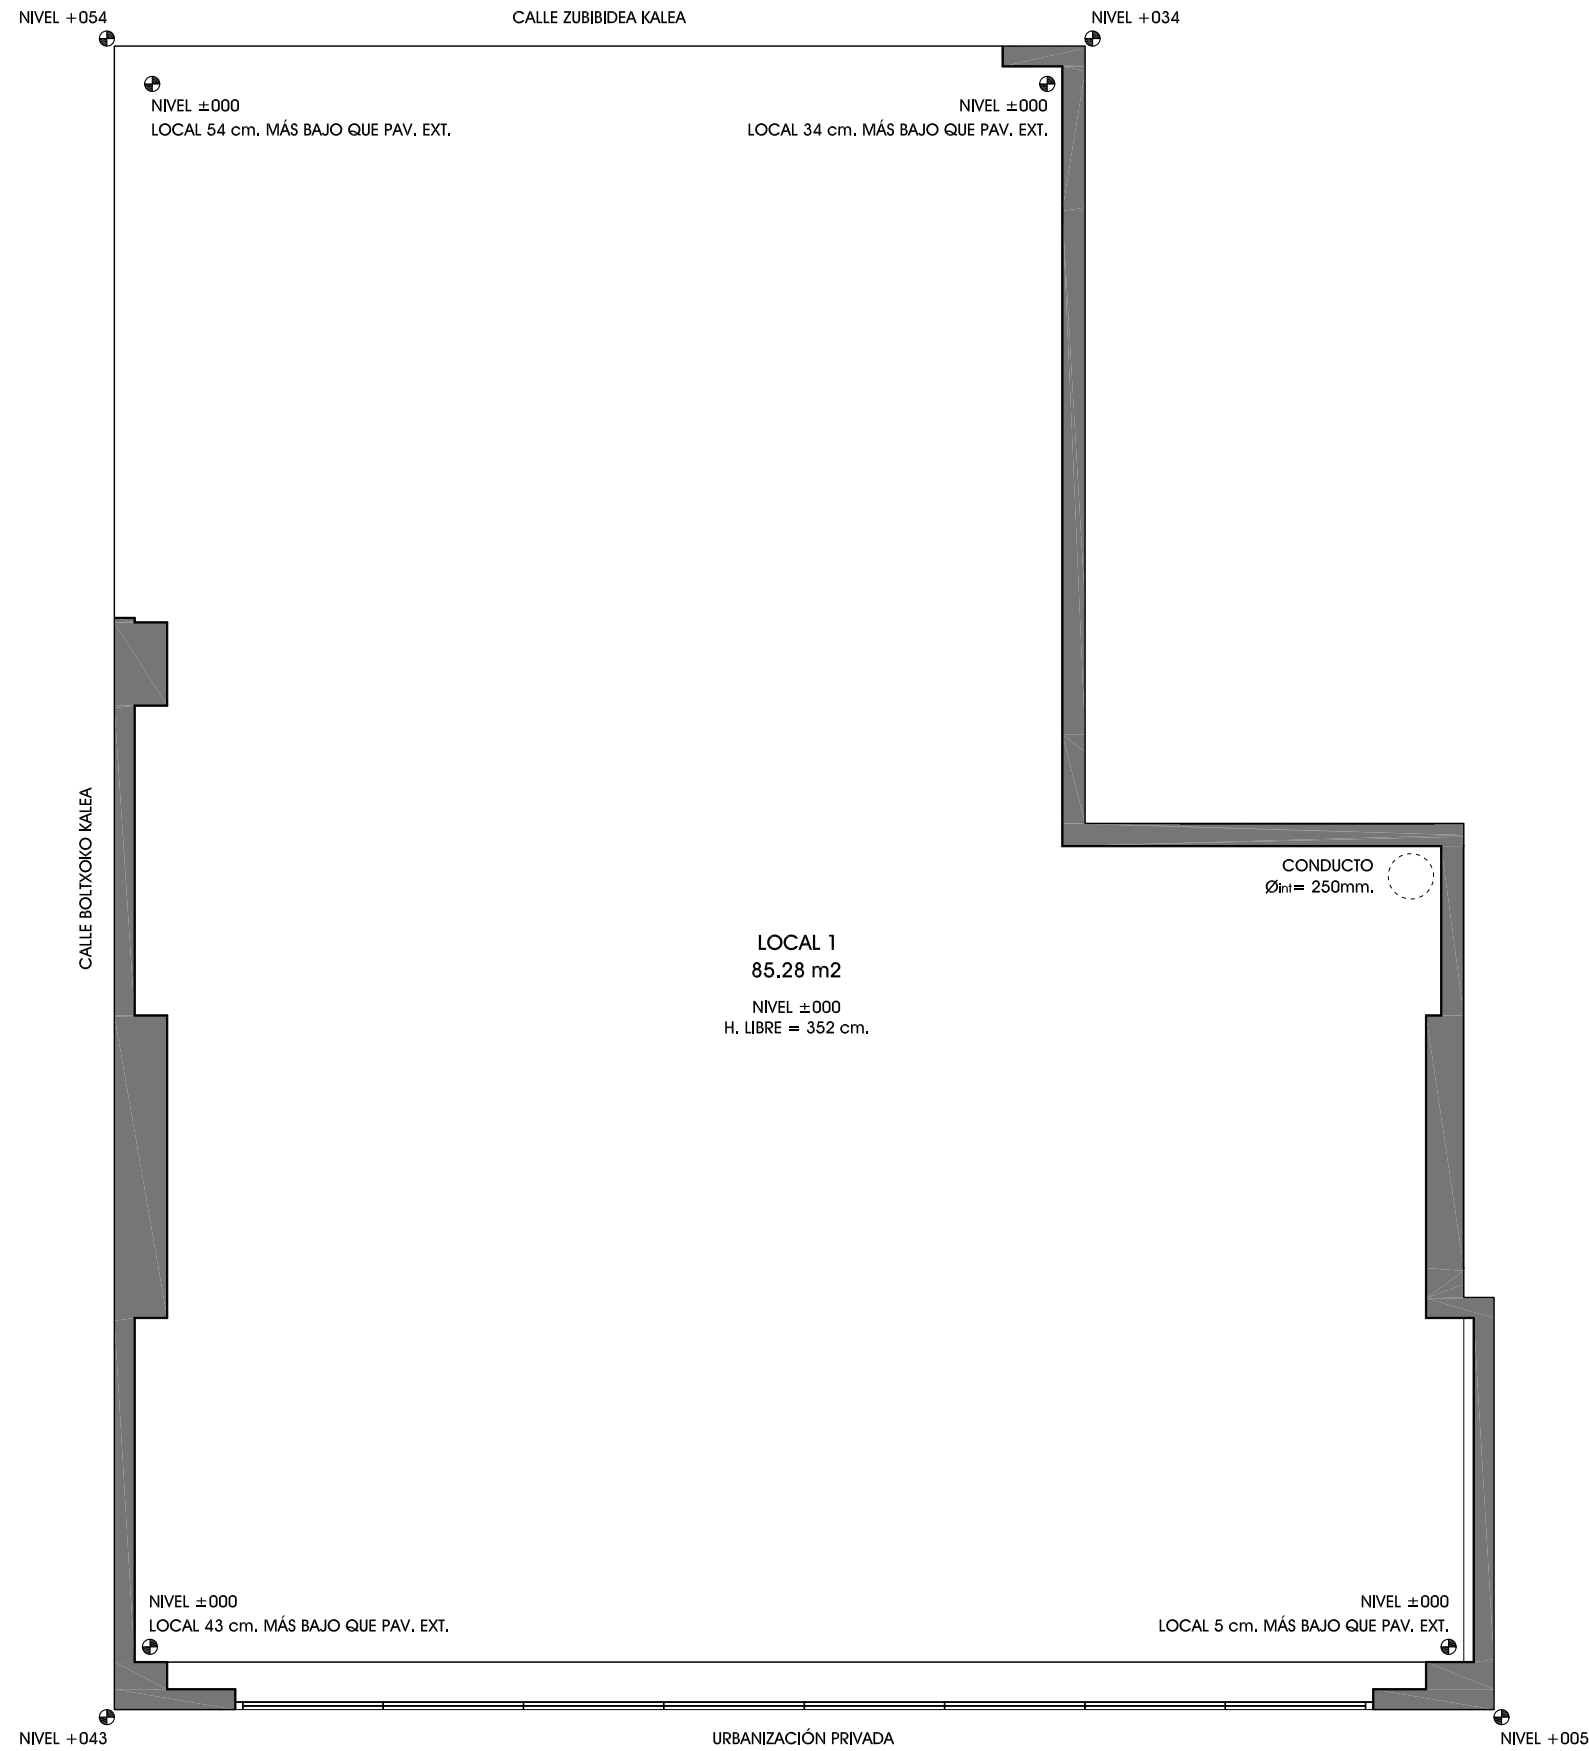 NIVEL +054
CALLE ZUBIBIDEA KALEA
NIVEL +034
NIVEL ±000
LOCAL 54 cm. MÁS BAJO QUE PAV. EXT.
NIVEL ±000
LOCAL 34 cm. MÁS BAJO QUE PAV. EXT.
CALLE BOLTXOKO KALEA
CONDUCTO
Øint= 250mm.
LOCAL 1
85.28 m2
NIVEL ±000
H. LIBRE = 352 cm.
NIVEL ±000
LOCAL 43 cm. MÁS BAJO QUE PAV. EXT.
NIVEL ±000
LOCAL 5 cm. MÁS BAJO QUE PAV. EXT.
NIVEL +043
URBANIZACIÓN PRIVADA
NIVEL +005